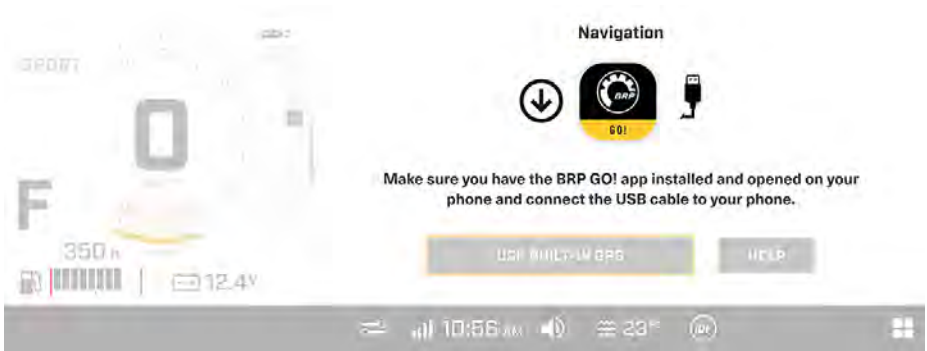 Navigation
SPORT
BRP
GO!
0
Make sure you have the BRP GO! app installed and opened on your
phone and connect the USB cable to your phone.
F
350 h
USE BUILT-IN GPS
HELP
12.4V
10:56 AM
23°
iDF